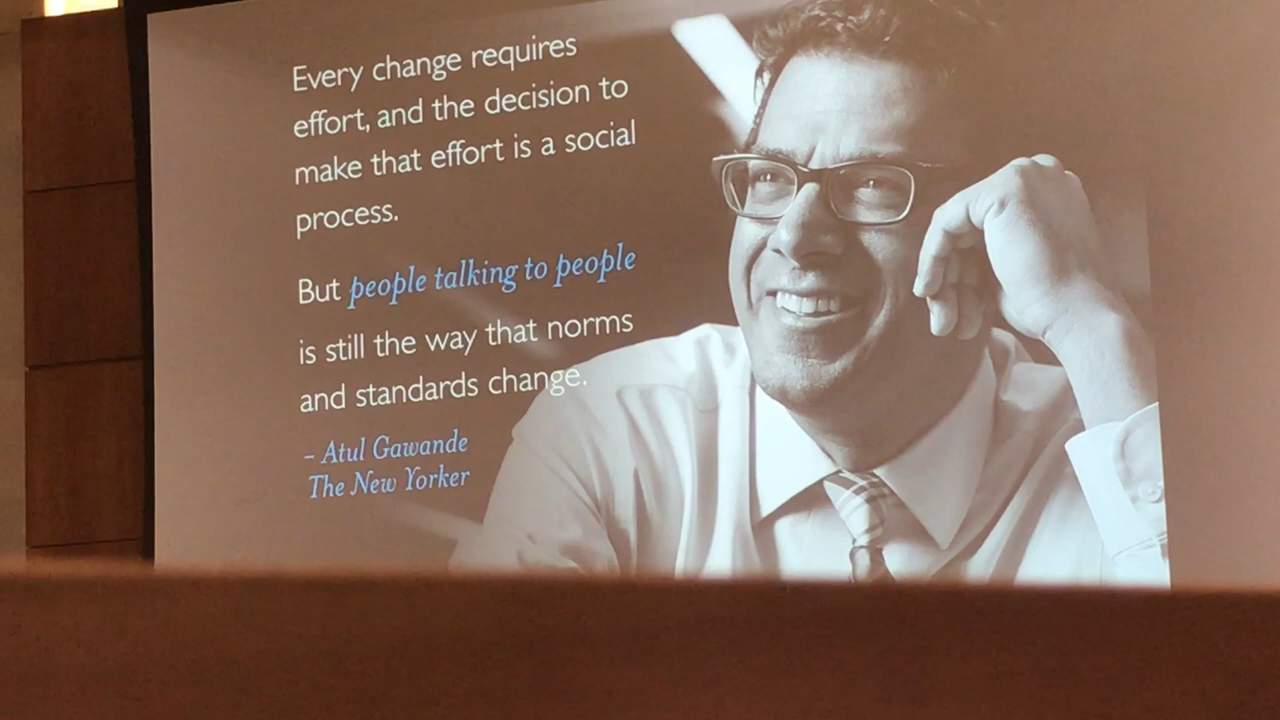 Every change requires
effort, and the decision to
make that effort is a social
process.
But people talking to people
is still the way that norms
and standards change.
– Atul Gawande
The New Yorker